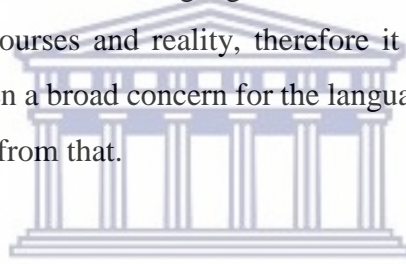 ourses and reality, therefore it
n a broad concern for the langua
from that.